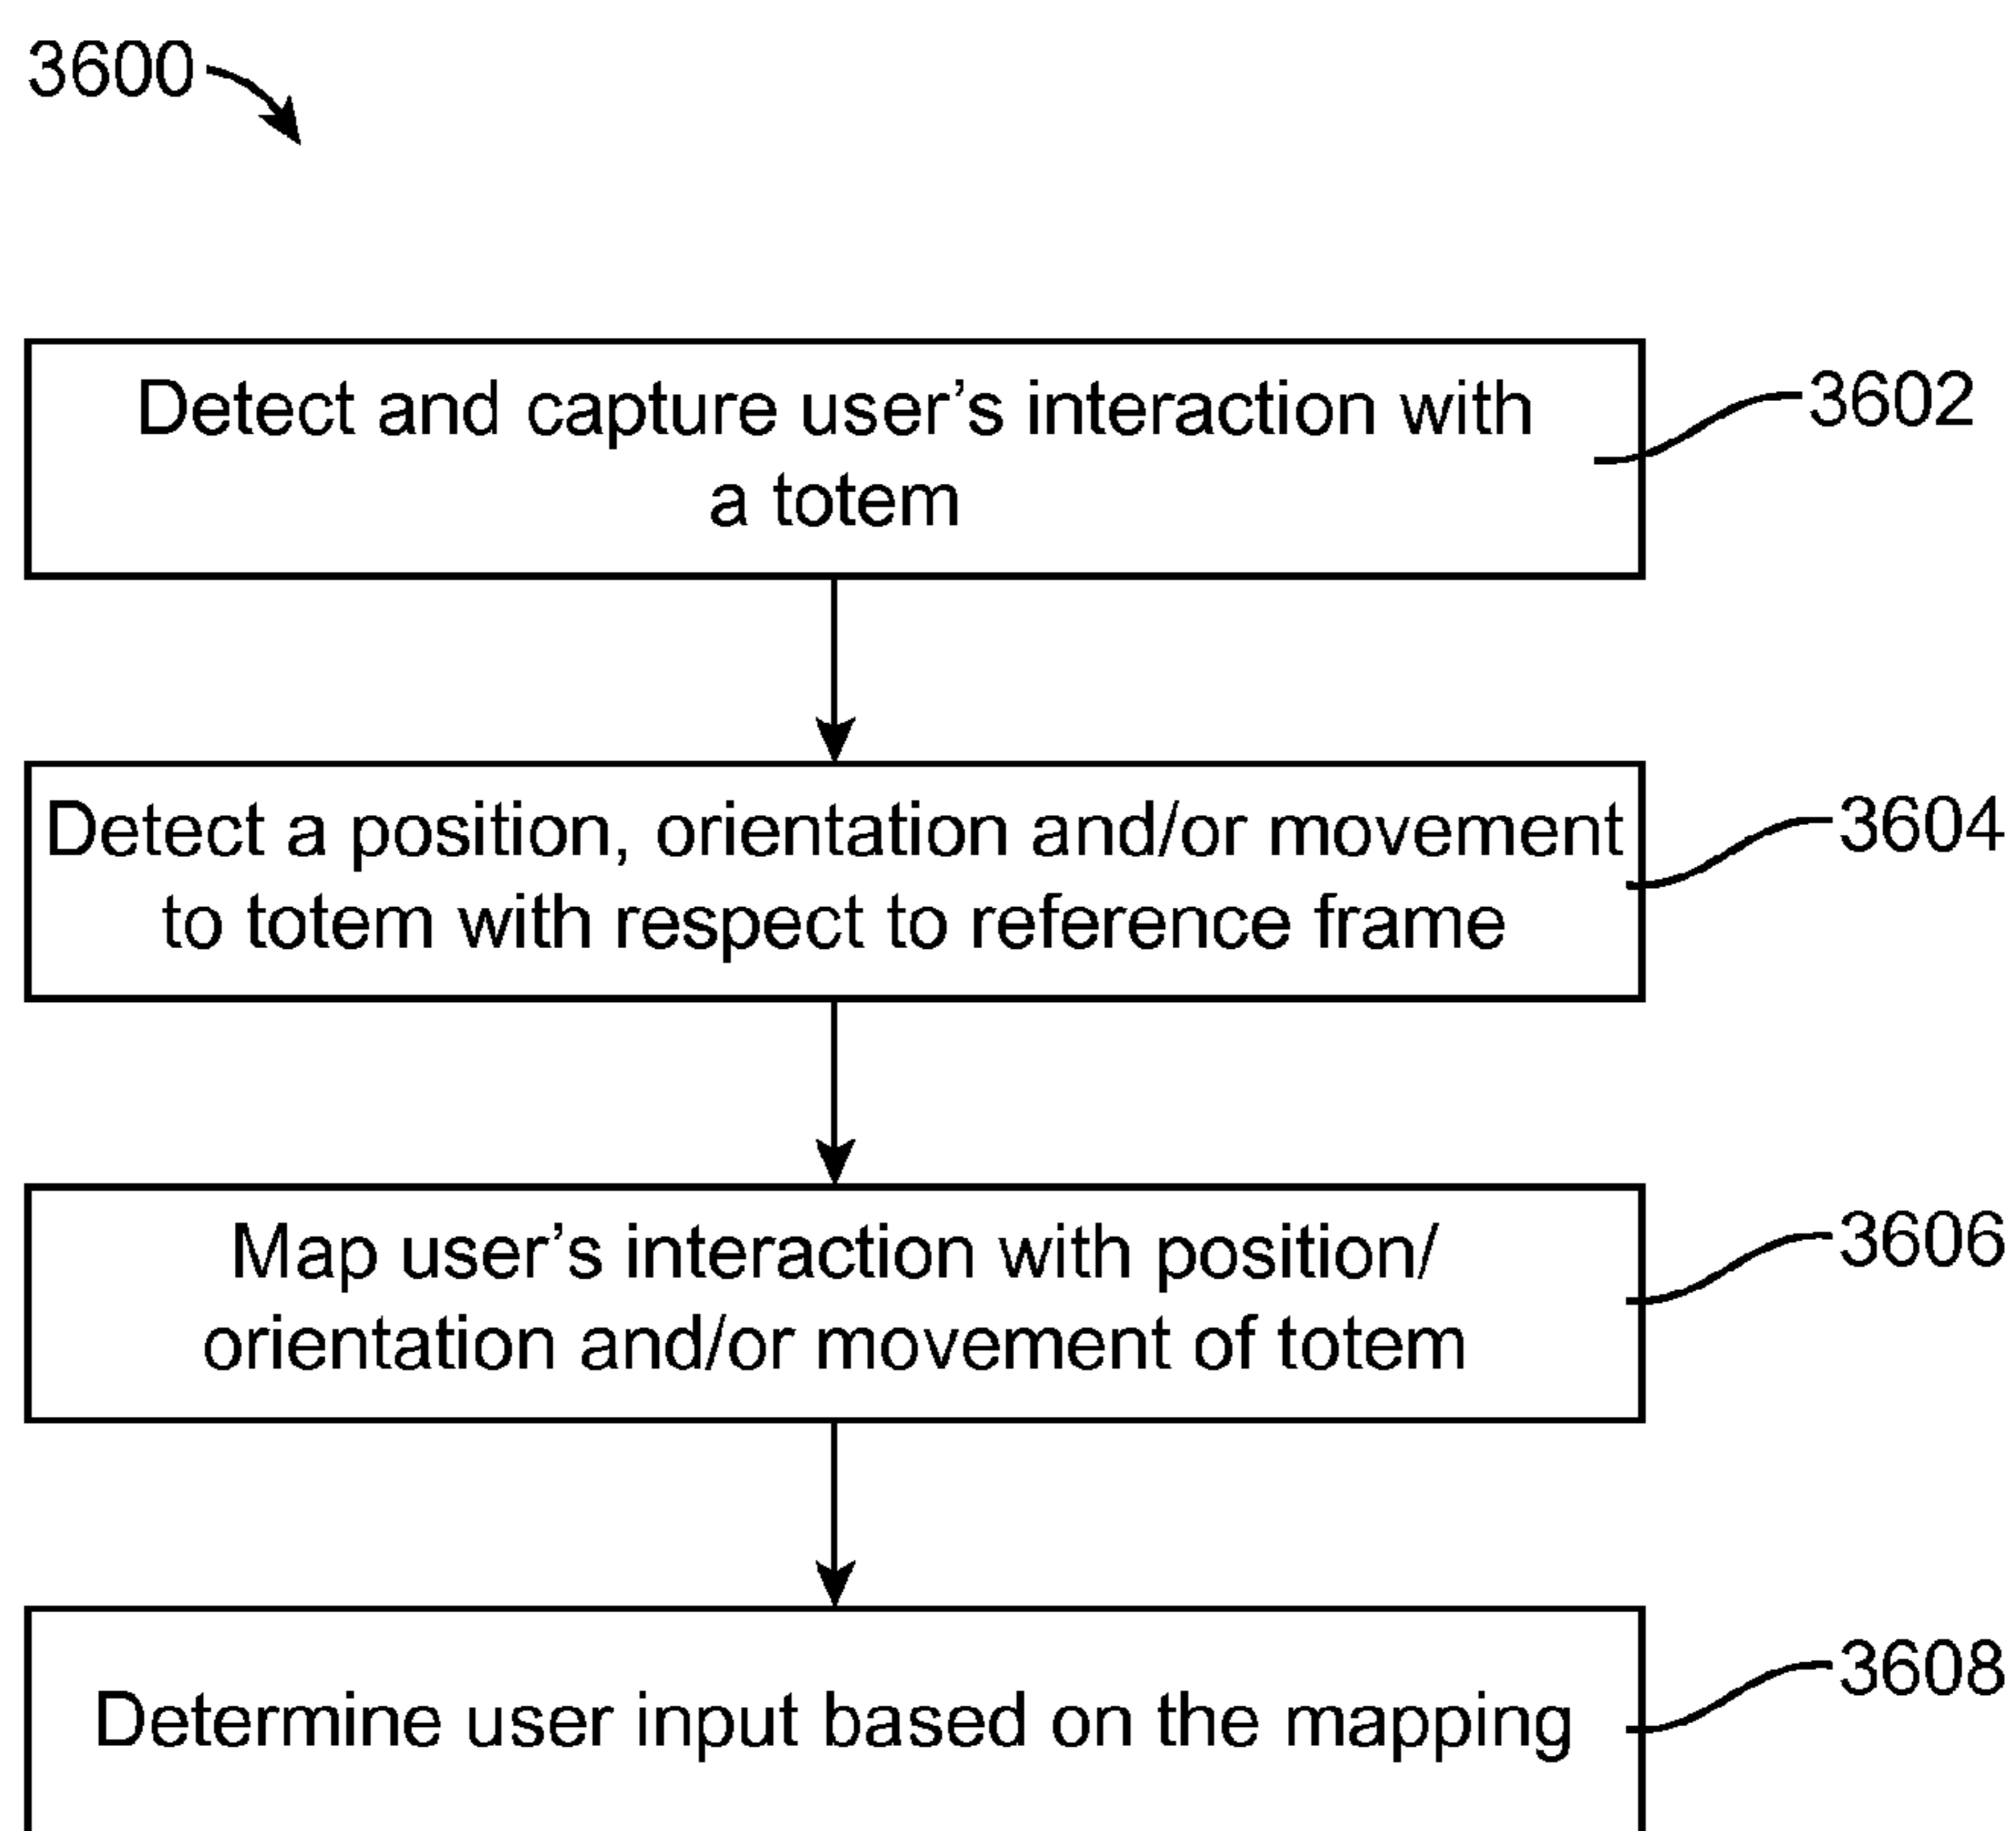 3600
Detect and capture user’s interaction with
a totem
3602
Detect a position, orientation and/or movement
to totem with respect to reference frame
3604
Map user’s interaction with position/
orientation and/or movement of totem
3606
Determine user input based on the mapping
3608